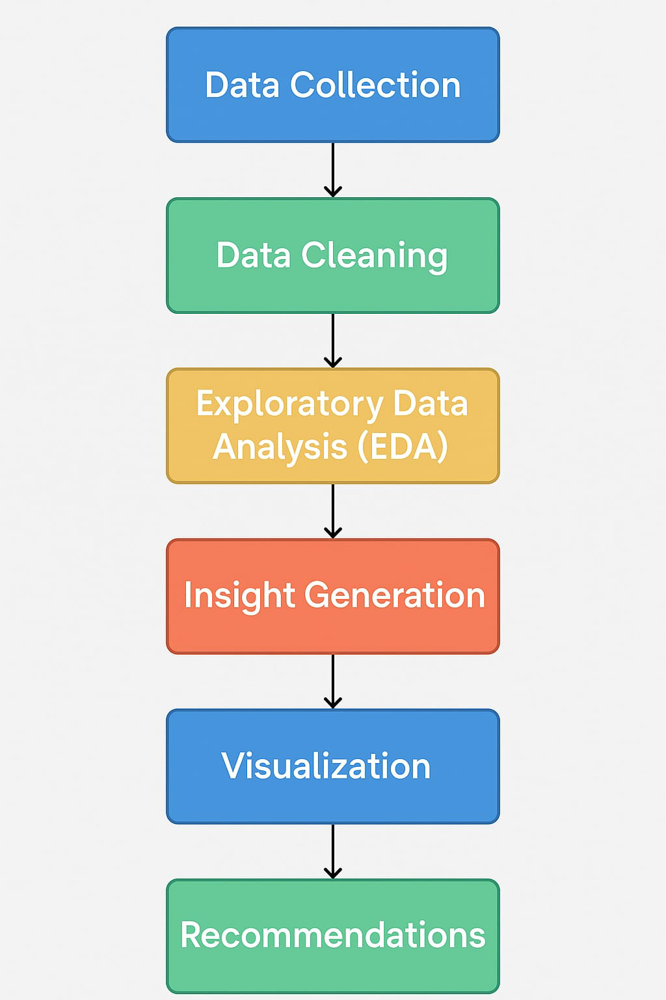 Data Collection
Data Cleaning
Exploratory Data
Analysis (EDA)
Insight Generation
Visualization
Recommendations